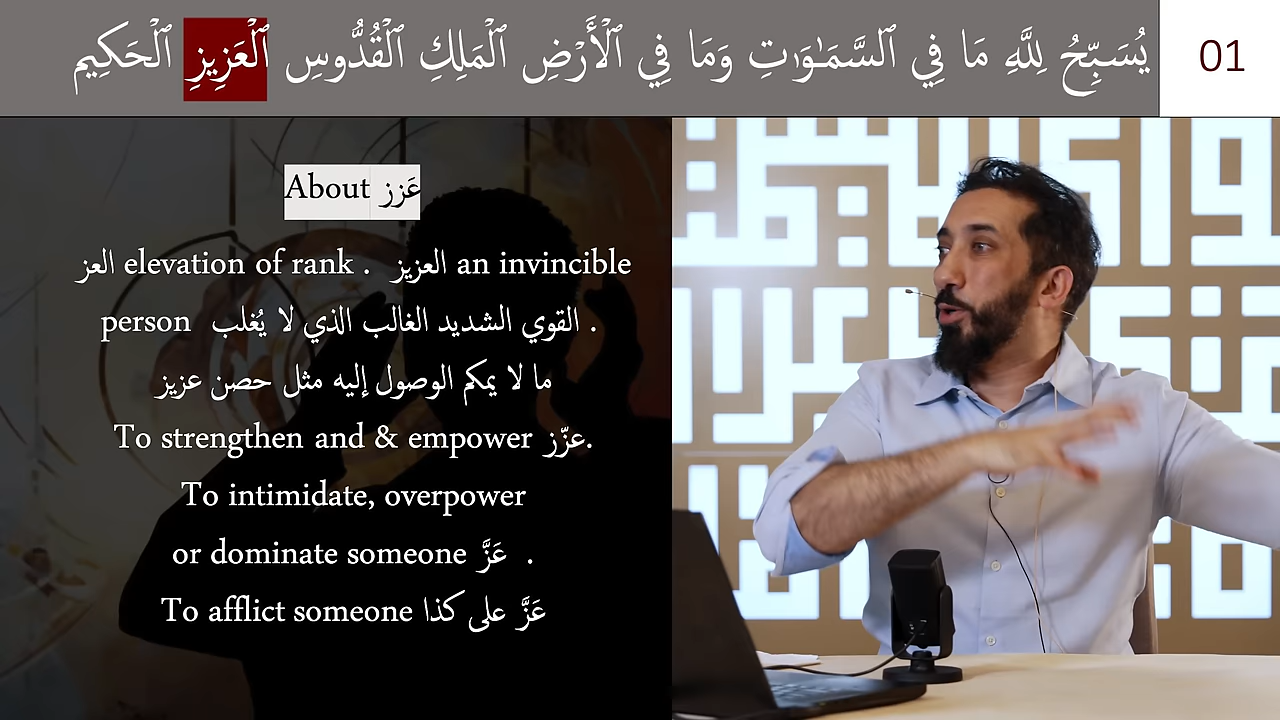 يُسَبِّحُ لِلَّهِ مَا فِي ٱلسَّمَـٰوَٰتِ وَمَا فِي ٱلْأَرْضِ ٱلْمَلِكِ ٱلْقُدُّوسِ ٱلْعَزِيزِ ٱلْحَكِيمِ
01
About عَزز
العز elevation of rank . العزيز an invincible
person القوي الشديد الغالب الذي لا يُغلب .
ما لا يمكم الوصول إليه مثل حصن عزيز
To strengthen and & empower عزّز.
To intimidate, overpower
or dominate someone عَزَّ .
To afflict someone عَزَّ على كذا